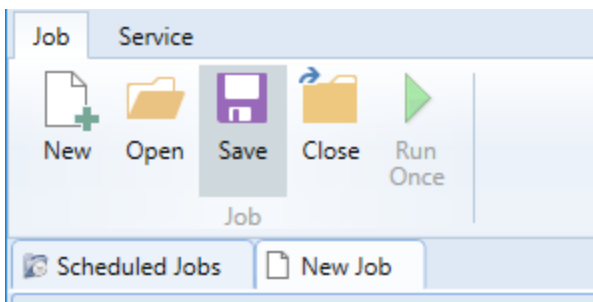 Job Service
New Open Save Close Run
Once
Job
Scheduled Jobs New Job